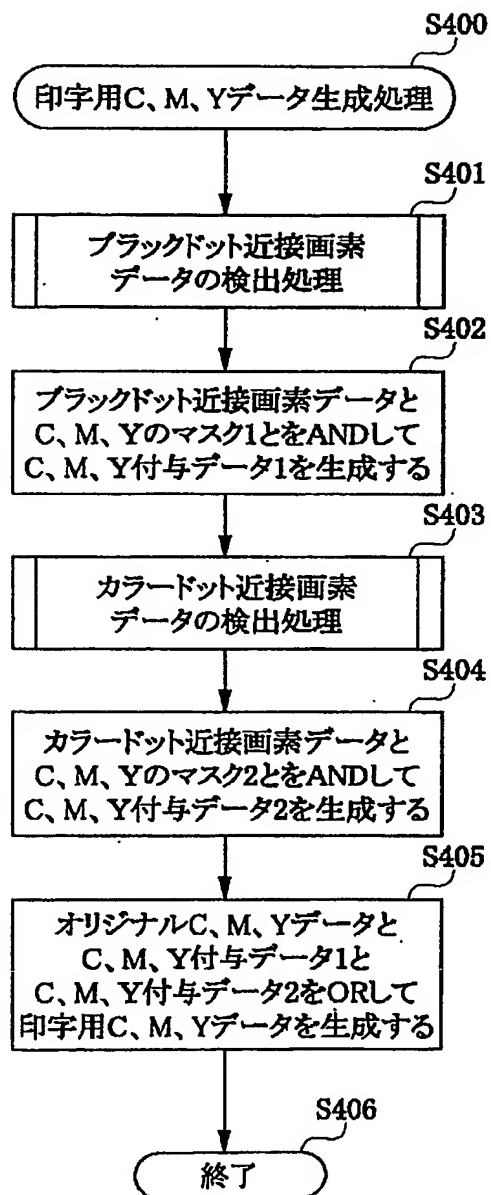 S400
印字用C、M、Yデータ生成処理
S401
ブラックドット近接画素
データの検出処理
S402
ブラックドット近接画素データと
C、M、Yのマスク1とをANDして
C、M、Y付与データ1を生成する
S403
カラードット近接画素
データの検出処理
S404
カラードット近接画素データと
C、M、Yのマスク2とをANDして
C、M、Y付与データ2を生成する
S405
オリジナルC、M、Yデータと
C、M、Y付与データ1と
C、M、Y付与データ2をORして
印字用C、M、Yデータを生成する
S406
終了